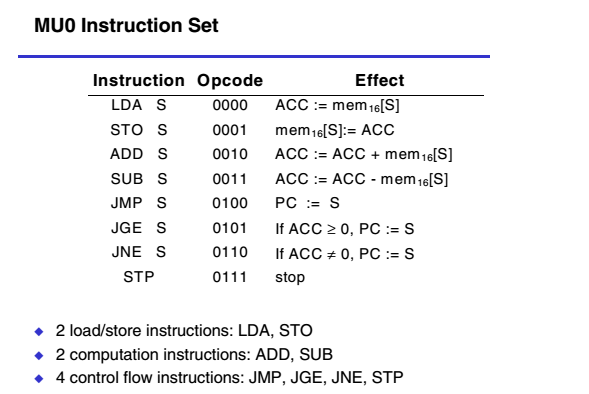 MU0 Instruction Set
Instruction Opcode Effect
LDA S 0000 ACC := mem16[S]
STO S 0001 mem16[S]:= ACC
ADD S 0010 ACC := ACC + mem16[S]
SUB S 0011 ACC := ACC - mem16[S]
JMP S 0100 PC := S
JGE S 0101 If ACC ≥ 0, PC := S
JNE S 0110 If ACC ≠ 0, PC := S
STP 0111 stop
◆ 2 load/store instructions: LDA, STO
◆ 2 computation instructions: ADD, SUB
◆ 4 control flow instructions: JMP, JGE, JNE, STP